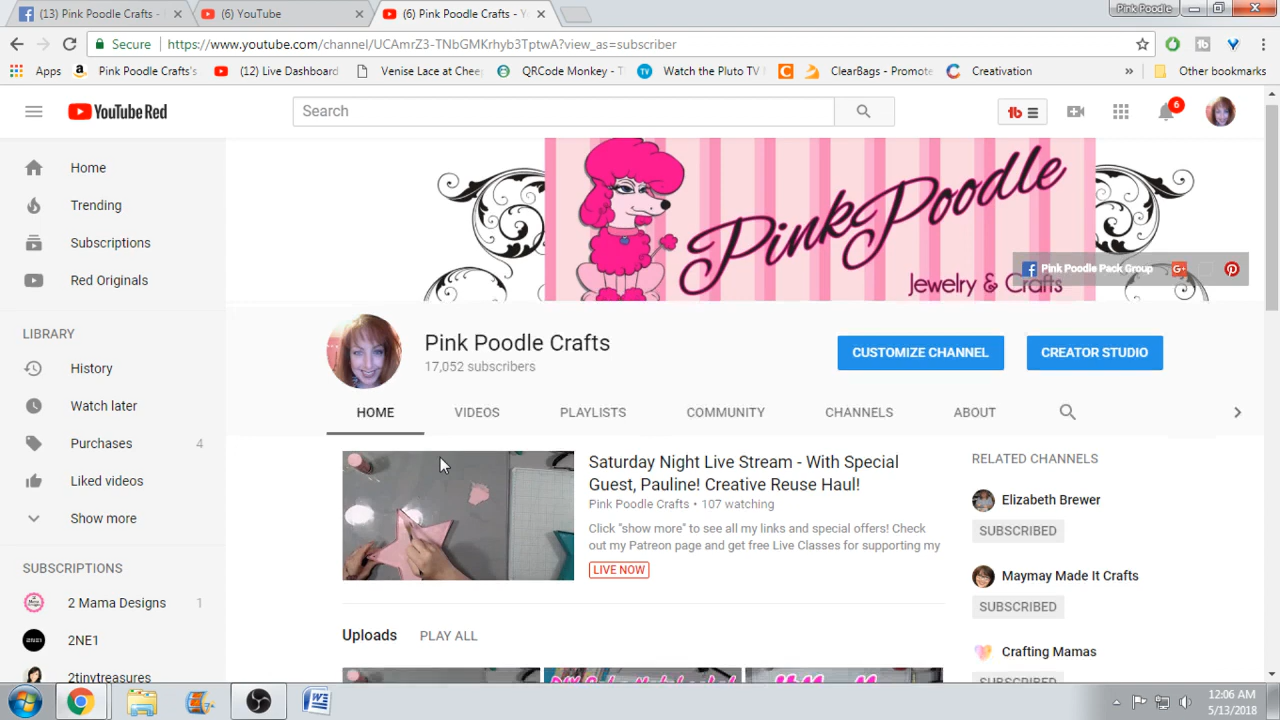 (13) Pink Poodle Crafts -
(6) YouTube
(6) Pink Poodle Crafts - Y
Pink Poodle
Secure
https://www.youtube.com/channel/UCAmrZ3-TNbGMKrhyb3TptwA?view_as=subscriber
Apps
Pink Poodle Crafts's
(12) Live Dashboard
Venise Lace at Chee
QRCode Monkey - T
Watch the Pluto TV
ClearBags - Promote
Creativation
»
Other bookmarks
YouTube Red
Search
6
Home
Trending
Subscriptions
Red Originals
LIBRARY
History
Watch later
Purchases 4
Liked videos
Show more
SUBSCRIPTIONS
2 Mama Designs 1
2NE1
2tinytreasures
PinkPoodle
Jewelry & Crafts
Pink Poodle Pack Group
Pink Poodle Crafts
17,052 subscribers
CUSTOMIZE CHANNEL
CREATOR STUDIO
HOME
VIDEOS
PLAYLISTS
COMMUNITY
CHANNELS
ABOUT
Saturday Night Live Stream - With Special
Guest, Pauline! Creative Reuse Haul!
Pink Poodle Crafts • 107 watching
Click "show more" to see all my links and special offers! Check
out my Patreon page and get free Live Classes for supporting my
LIVE NOW
Uploads
PLAY ALL
RELATED CHANNELS
Elizabeth Brewer
SUBSCRIBED
Maymay Made It Crafts
SUBSCRIBED
Crafting Mamas
SUBSCRIBED
12:06 AM
5/13/2018